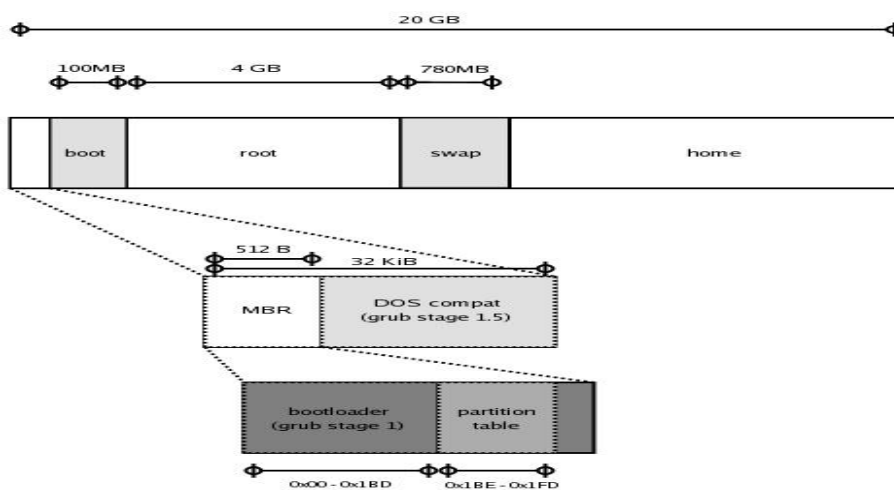 20 GB
100MB 4 GB 780MB
boot root swap home
512 B
32 KiB
MBR
DOS compat
(grub stage 1.5)
bootloader
(grub stage 1)
partition
table
0x00-0x1BD 0x1BE-0x1FD